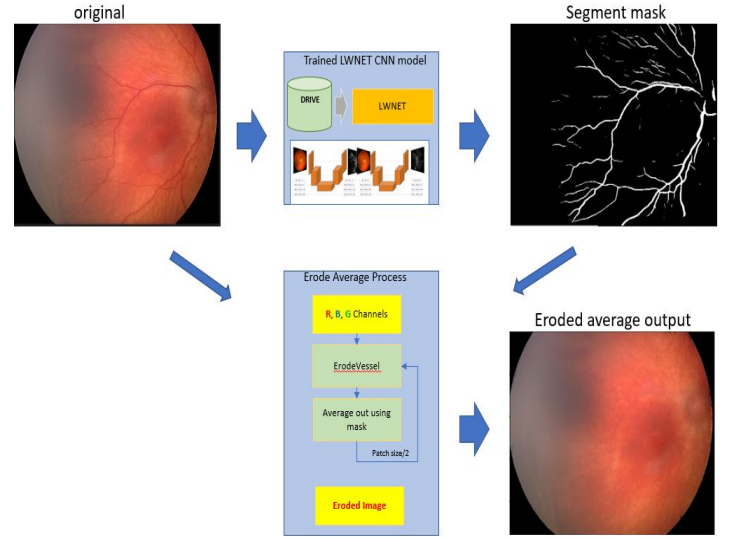 original
Segment mask
Trained LWNET CNN model
DRIVE
LWNET
Erode Average Process
R, B, G Channels
ErodeVessel
Average out using
mask
Patch size/2
Eroded Image
Eroded average output